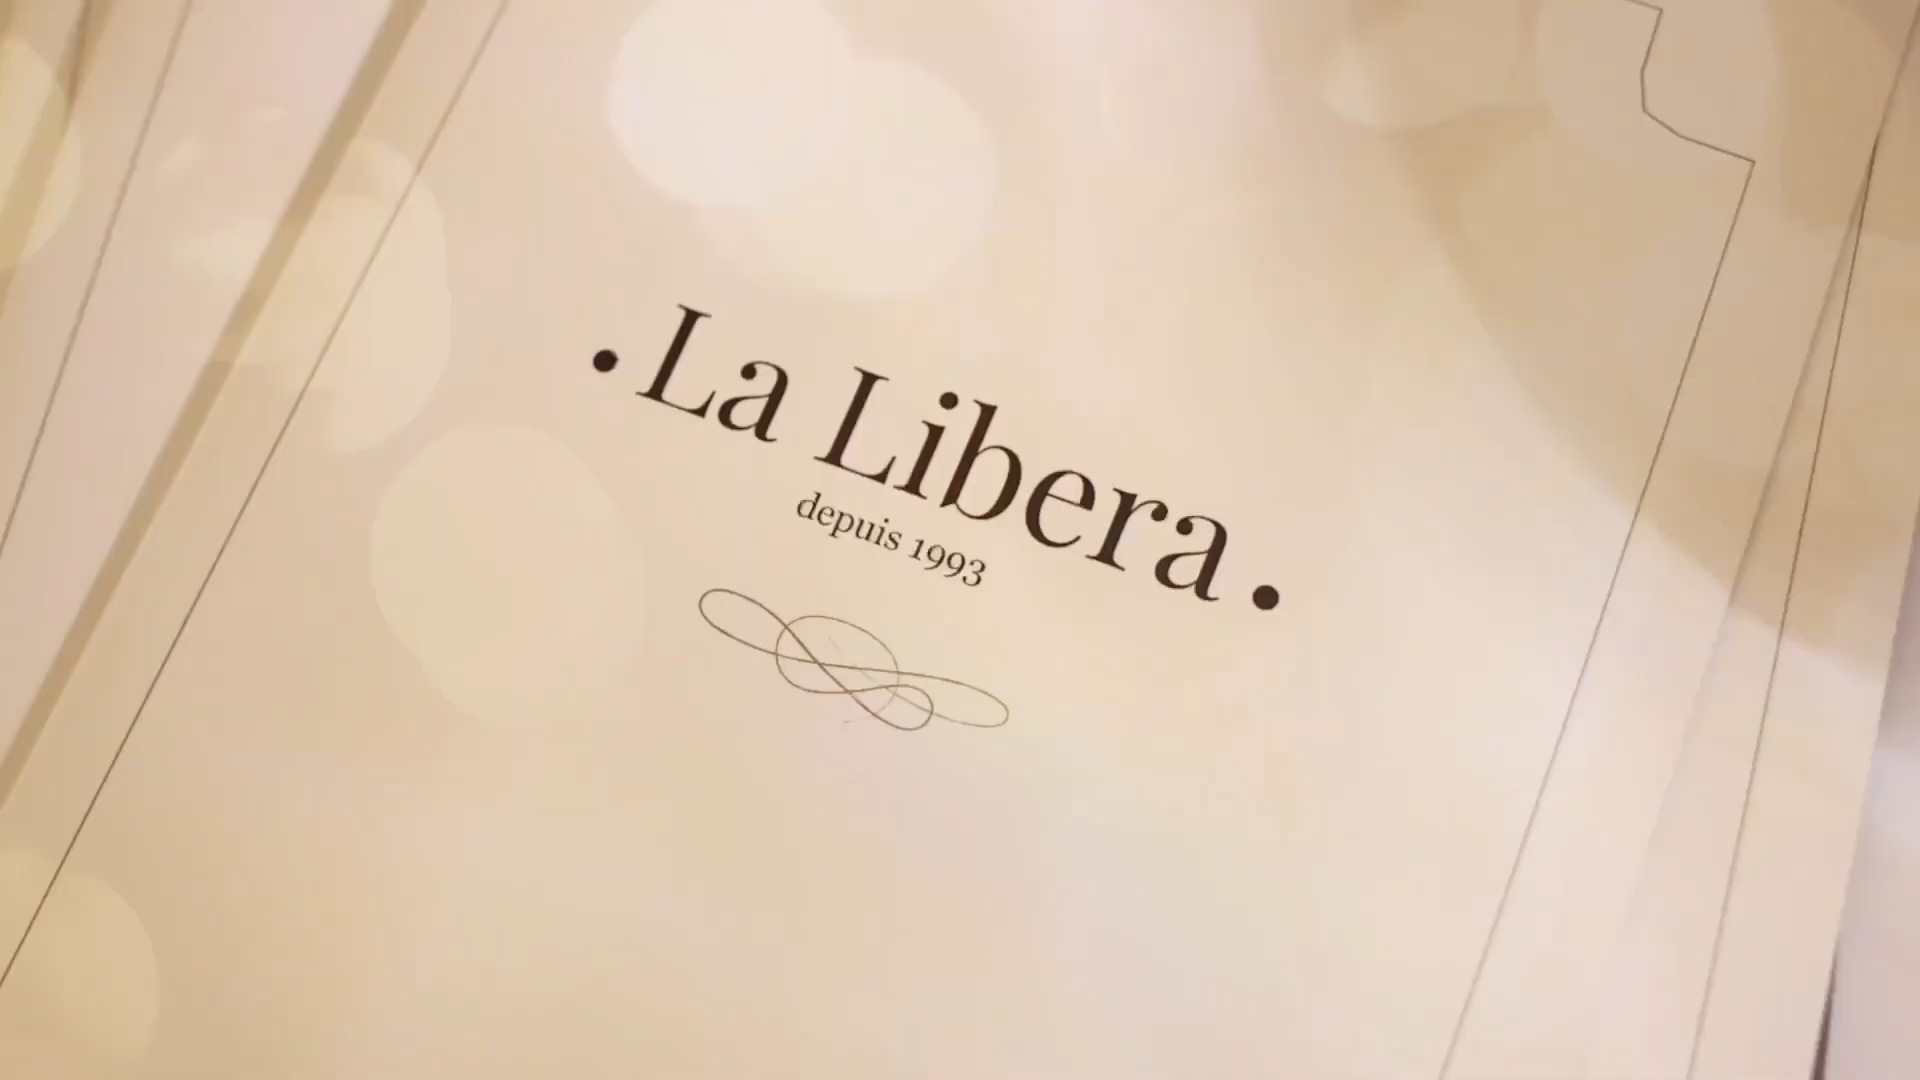 . La Libera .
depuis 1993